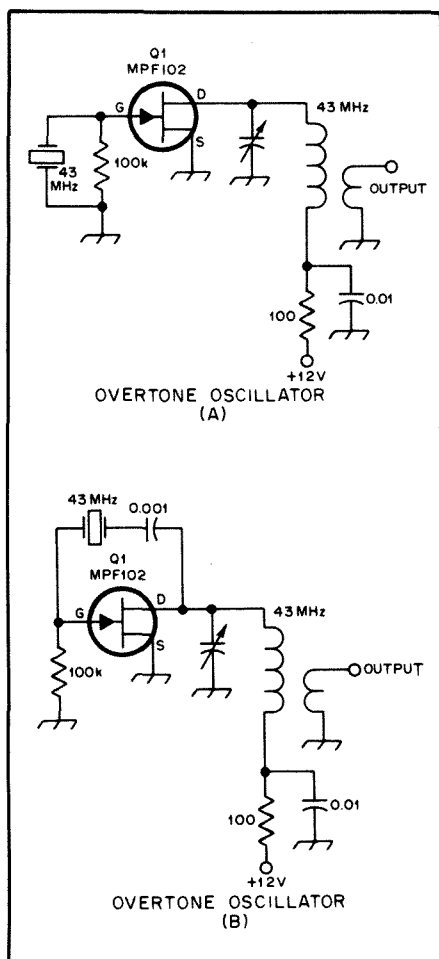 Q1
MPF102
G
D
S
43
MHz
100k
43 MHz
OUTPUT
100
0.01
+12V
OVERTONE OSCILLATOR
(A)
43 MHz
0.001
Q1
MPF102
G
D
S
43 MHz
100k
OUTPUT
100
0.01
+12V
OVERTONE OSCILLATOR
(B)